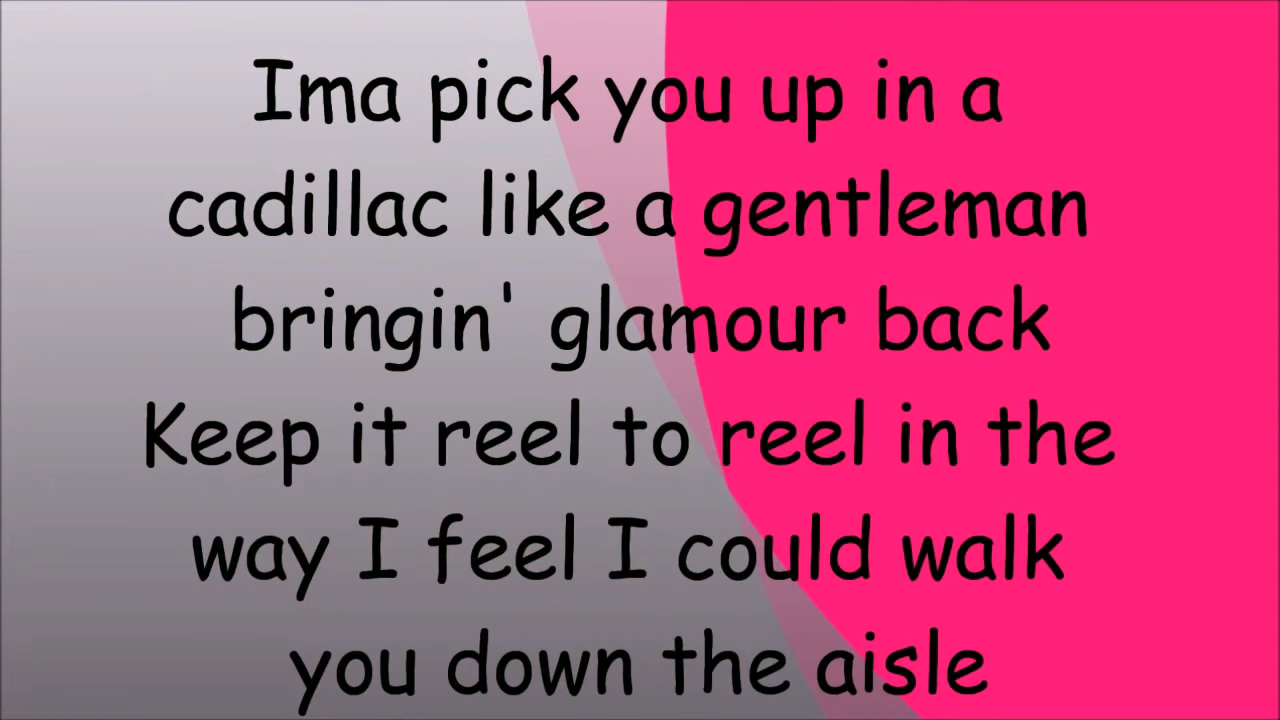 Ima pick you up in a
cadillac like a gentleman
bringin' glamour back
Keep it reel to reel in the
way I feel I could walk
you down the aisle